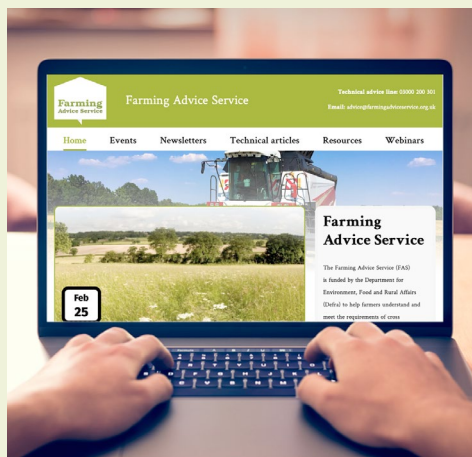 Farming
Advice Service
Farming Advice Service
Technical advice line: 03000 200 301
Email: advice@farmingadviceservice.org.uk
Home Events Newsletters Technical articles Resources Webinars
Feb
25
Farming
Advice Service
The Farming Advice Service (FAS)
is funded by the Department for
Environment, Food and Rural Affairs
(Defra) to help farmers understand and
meet the requirements of cross